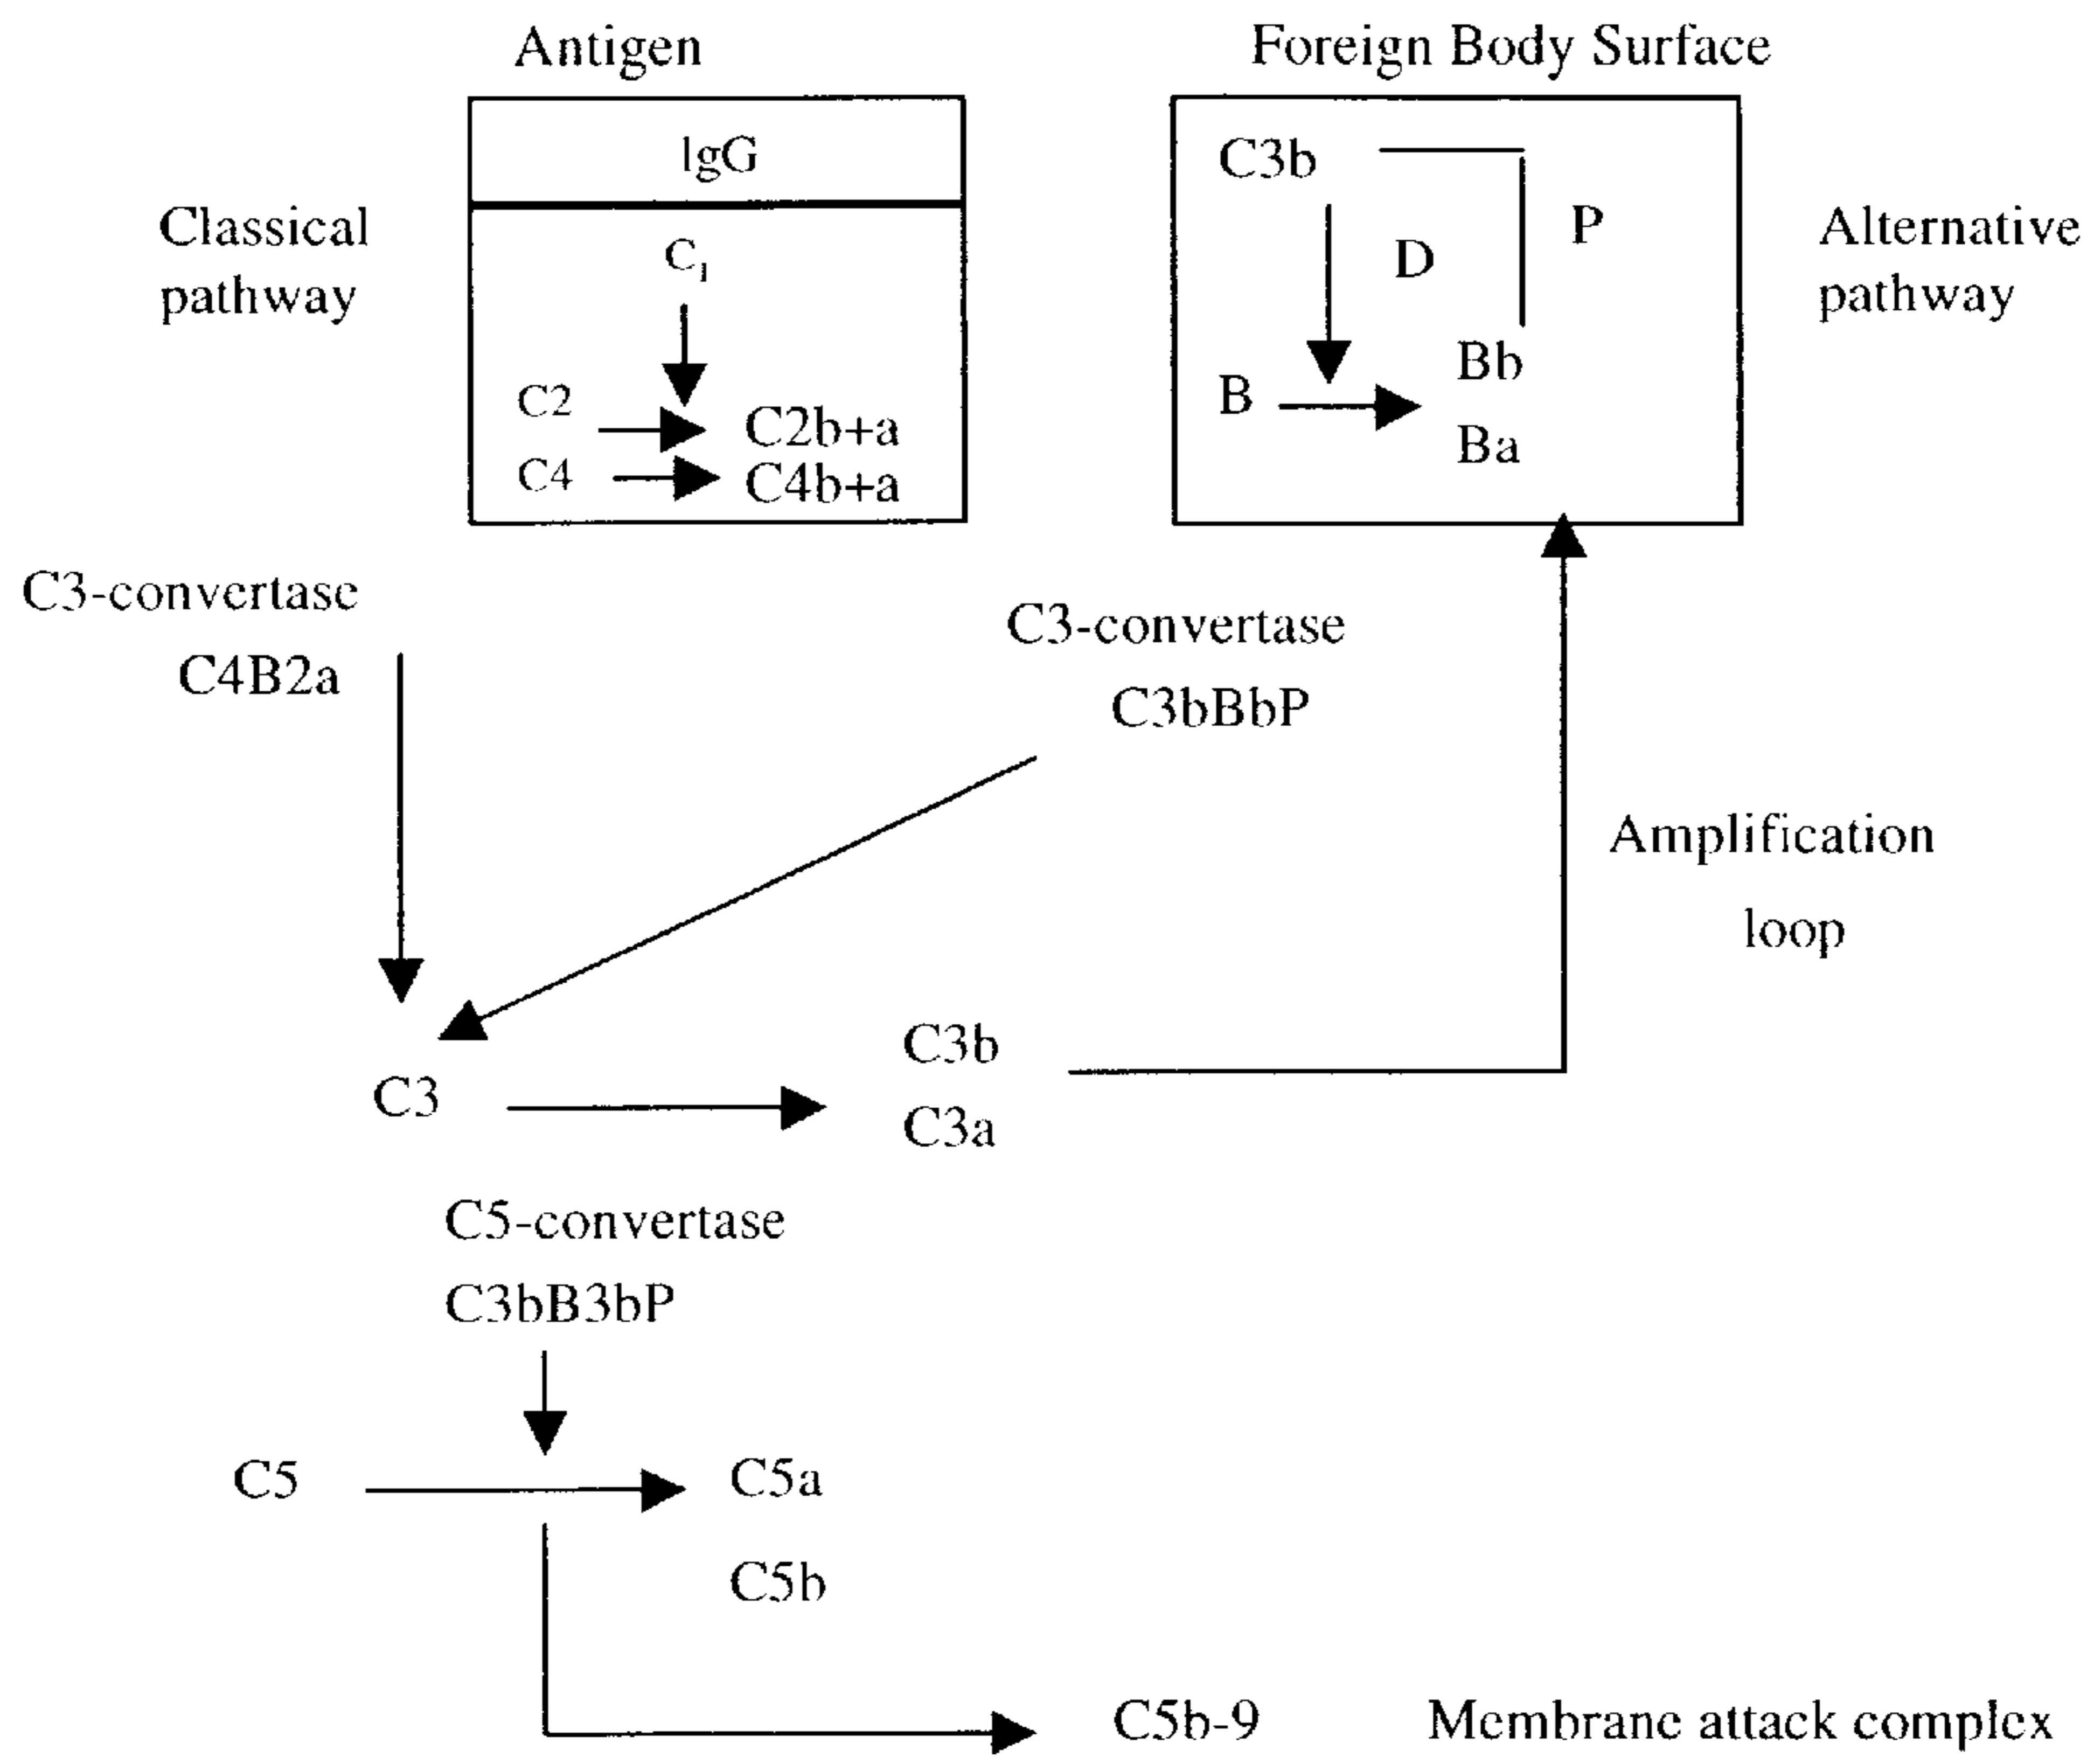 Antigen
Foreign Body Surface
IgG
Classical
pathway
C1
C2
C2b+a
C4
C4b+a
C3b
P
D
Bb
B
Ba
Alternative
pathway
C3-convertase
C4B2a
C3-convertase
C3bBbP
Amplification
loop
C3
C3b
C3a
C5-convertase
C3bB3bP
C5
C5a
C5b
C5b-9
Membrane attack complex